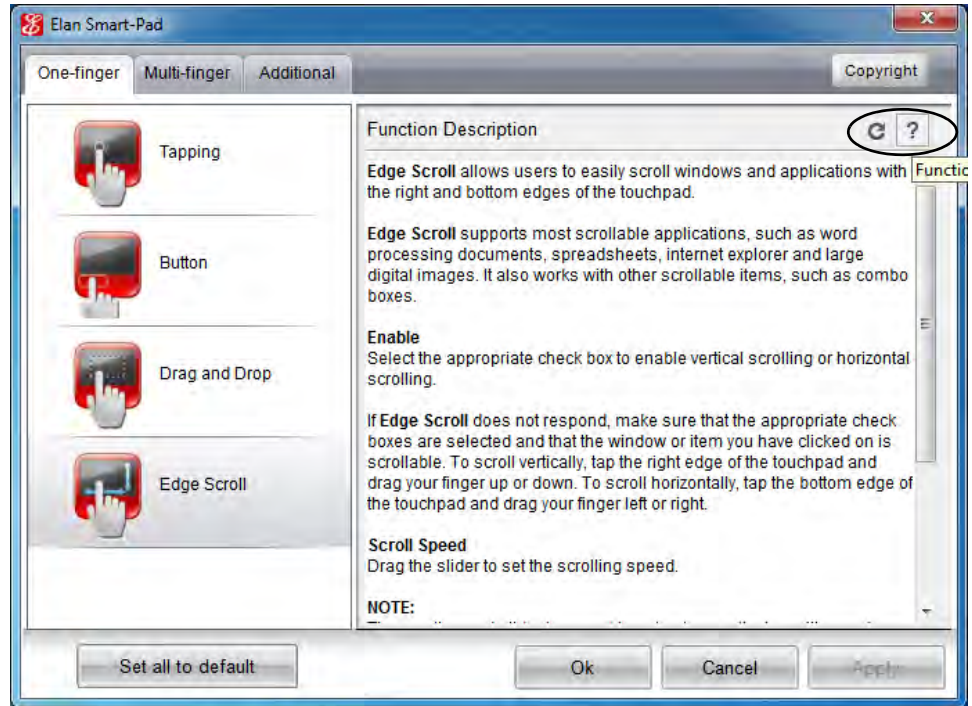 Elan Smart-Pad
One-finger Multi-finger Additional Copyright
Tapping
Button
Drag and Drop
Edge Scroll
Function Description
?
Functio
Edge Scroll allows users to easily scroll windows and applications with
the right and bottom edges of the touchpad.
Edge Scroll supports most scrollable applications, such as word
processing documents, spreadsheets, internet explorer and large
digital images. It also works with other scrollable items, such as combo
boxes.
Enable
Select the appropriate check box to enable vertical scrolling or horizontal
scrolling.
If Edge Scroll does not respond, make sure that the appropriate check
boxes are selected and that the window or item you have clicked on is
scrollable. To scroll vertically, tap the right edge of the touchpad and
drag your finger up or down. To scroll horizontally, tap the bottom edge of
the touchpad and drag your finger left or right.
Scroll Speed
Drag the slider to set the scrolling speed.
NOTE:
Set all to default Ok Cancel Apply